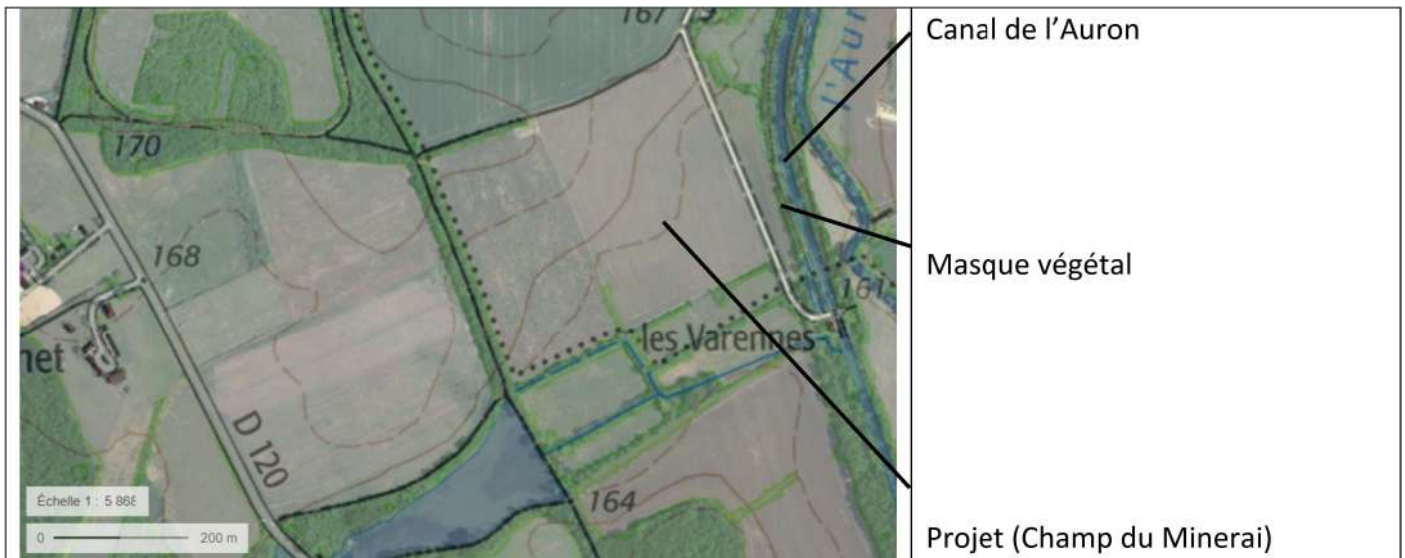 167
Canal de l’Auron
l'Aur
170
168
Masque végétal
161
les Varennes
net
D 120
Échelle 1 : 5 868
164
0 200 m
Projet (Champ du Minerai)